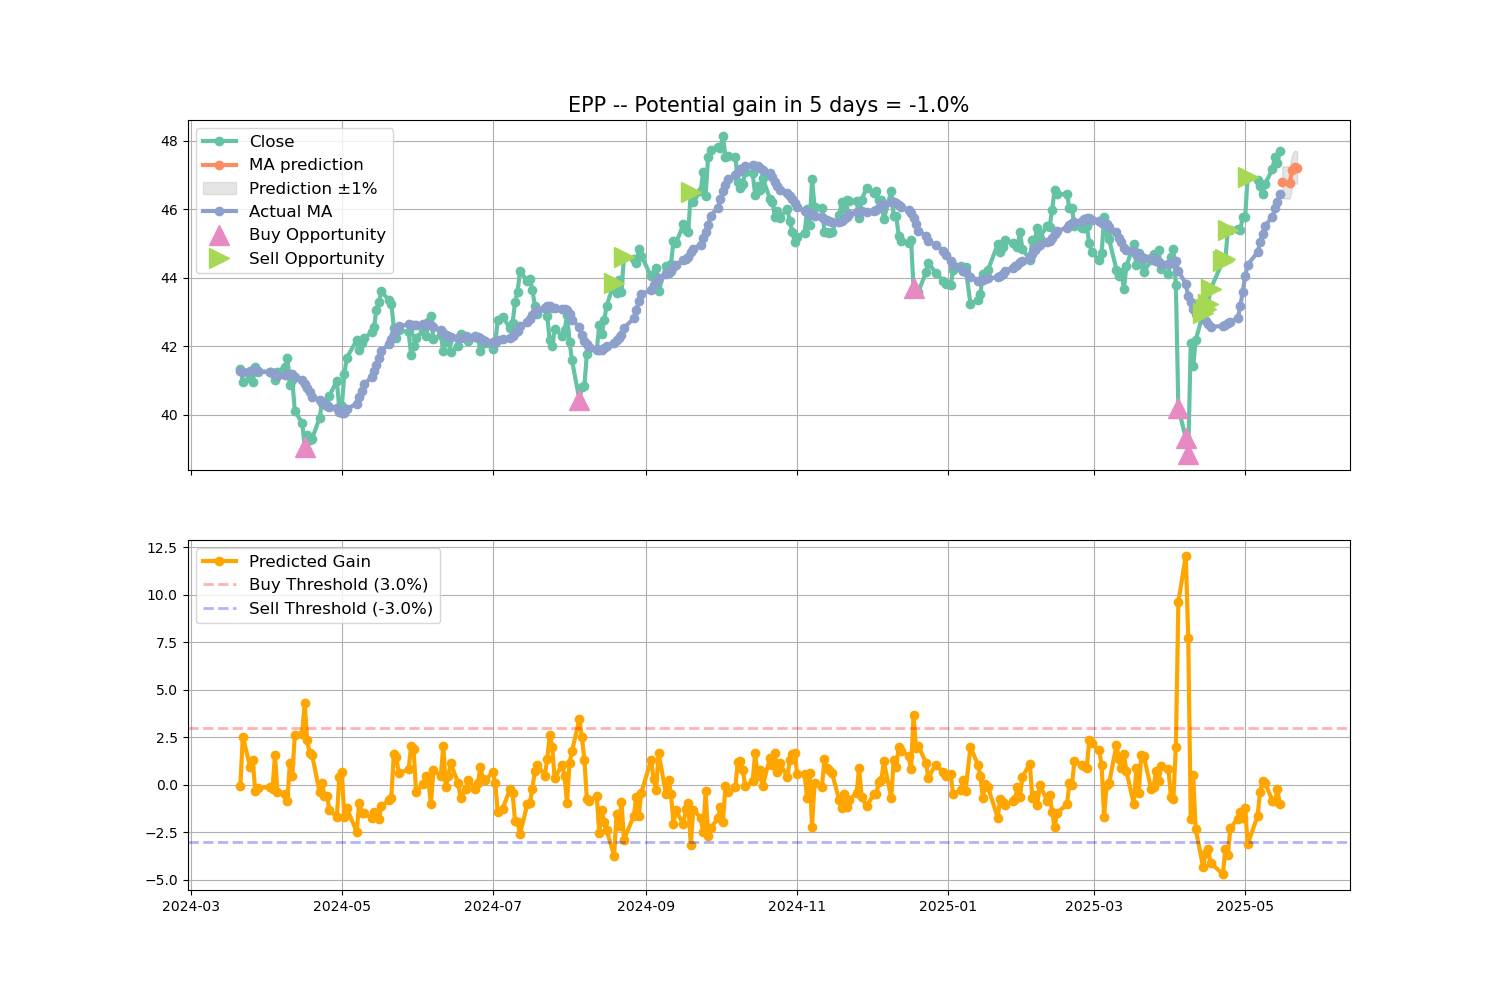 EPP -- Potential gain in 5 days = -1.0%
48
46
44
42
40
Close
MA prediction
Prediction ±1%
Actual MA
Buy Opportunity
Sell Opportunity
12.5
10.0
7.5
5.0
2.5
0.0
−2.5
−5.0
Predicted Gain
Buy Threshold (3.0%)
Sell Threshold (-3.0%)
2024-03
2024-05
2024-07
2024-09
2024-11
2025-01
2025-03
2025-05